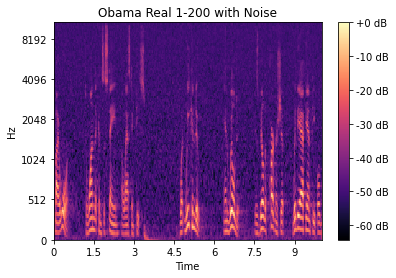 Obama Real 1-200 with Noise
8192
4096
2048
1024
512
0
Hz
0
1.5
3
4.5
6
7.5
9
Time
+0 dB
-10 dB
-20 dB
-30 dB
-40 dB
-50 dB
-60 dB